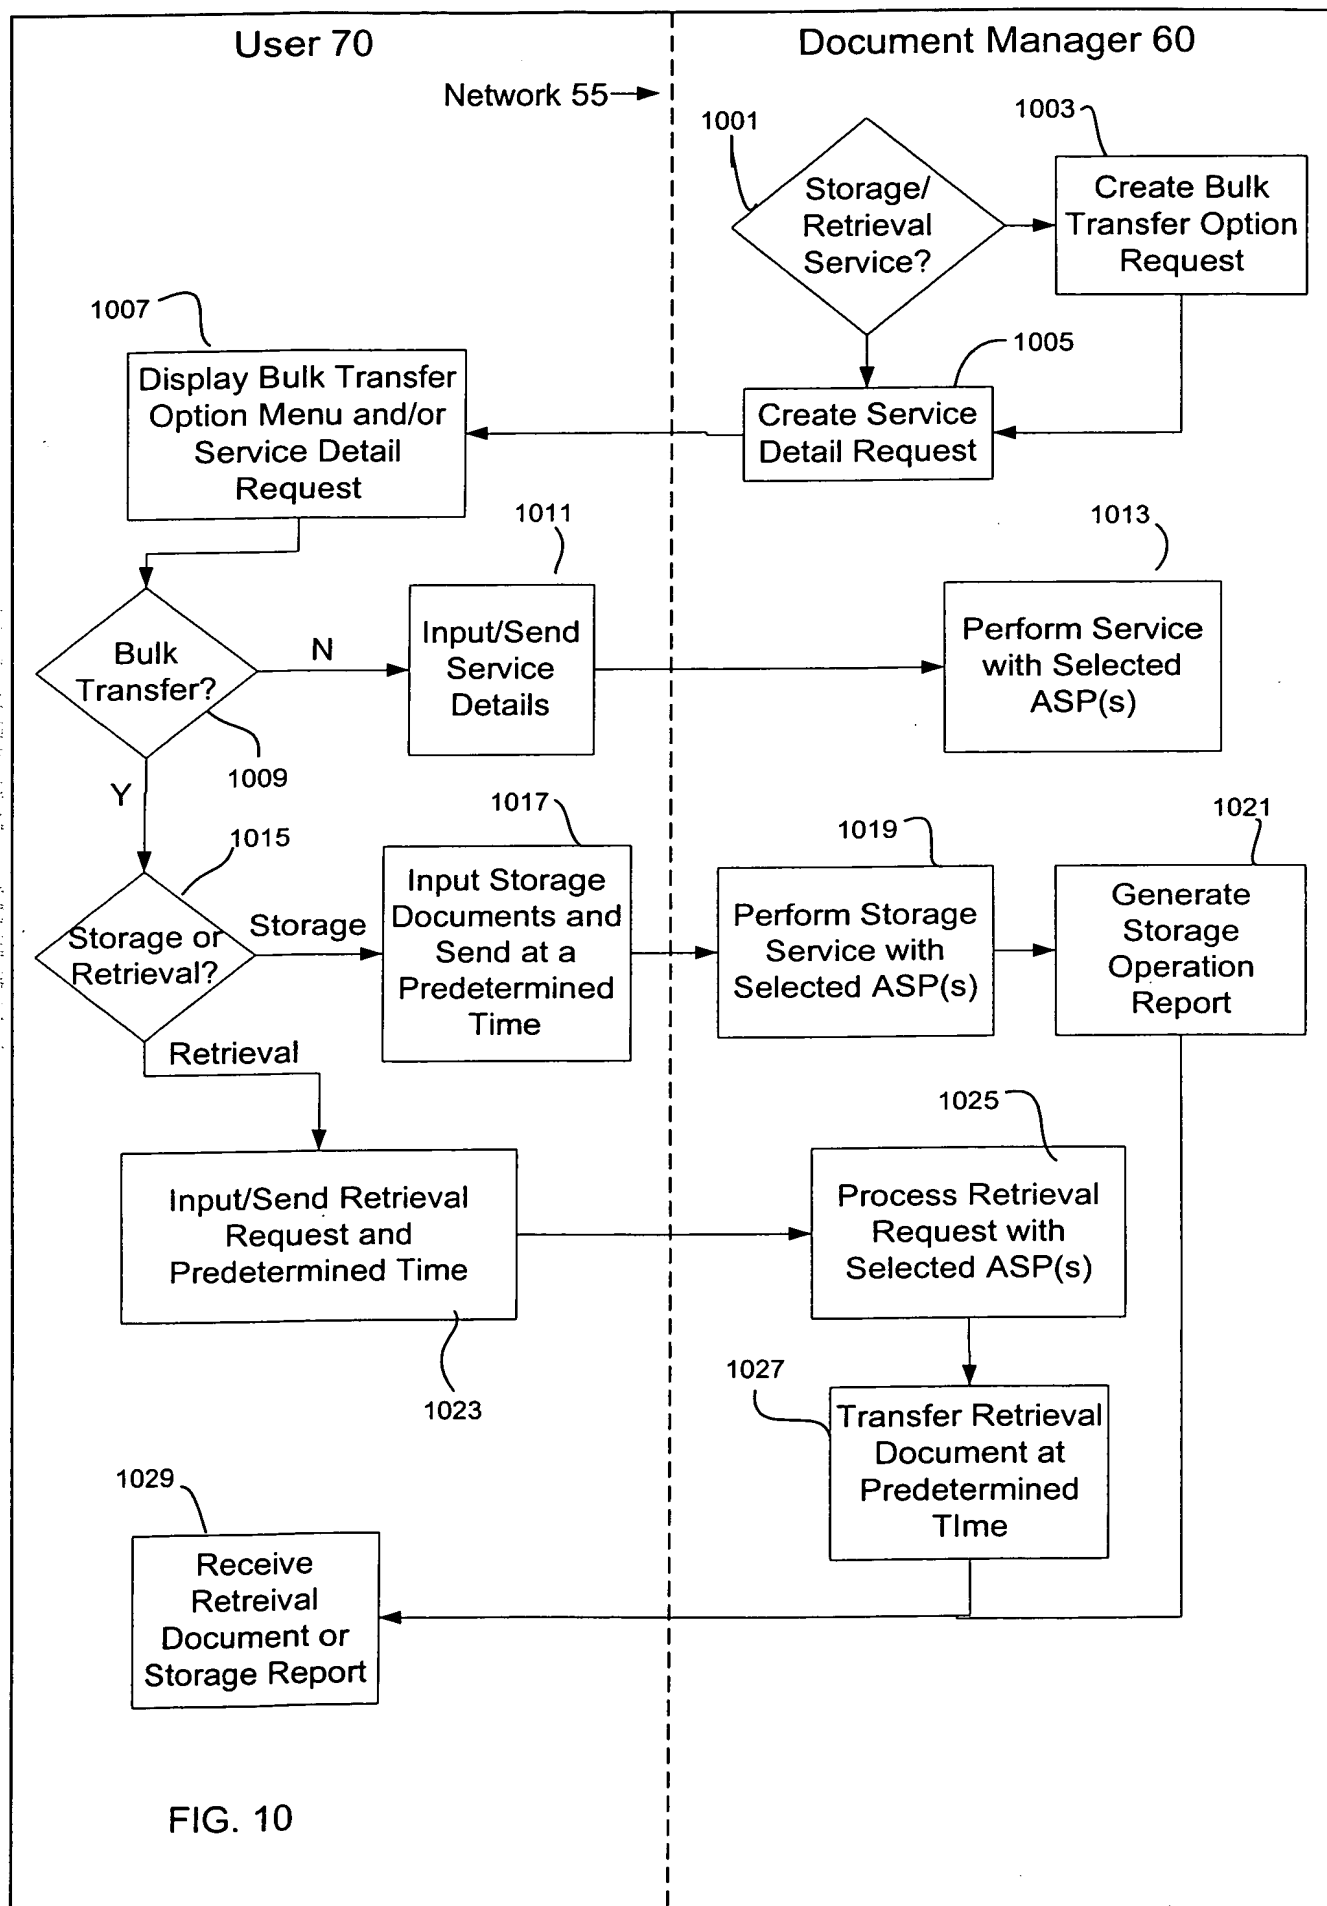 User 70
Document Manager 60
Network 55
1001
1003
Storage/
Retrieval
Service?
Create Bulk
Transfer Option
Request
1007
1005
Display Bulk Transfer
Option Menu and/or
Service Detail
Request
Create Service
Detail Request
1011
1013
Bulk
Transfer?
N
Input/Send
Service
Details
Perform Service
with Selected
ASP(s)
1009
Y
1015
1017
1019
1021
Storage or
Retrieval?
Storage
Input Storage
Documents and
Send at a
Predetermined
Time
Perform Storage
Service with
Selected ASP(s)
Generate
Storage
Operation
Report
Retrieval
1025
Input/Send Retrieval
Request and
Predetermined Time
Process Retrieval
Request with
Selected ASP(s)
1023
1027
Transfer Retrieval
Document at
Predetermined
TIme
1029
Receive
Retreival
Document or
Storage Report
FIG. 10